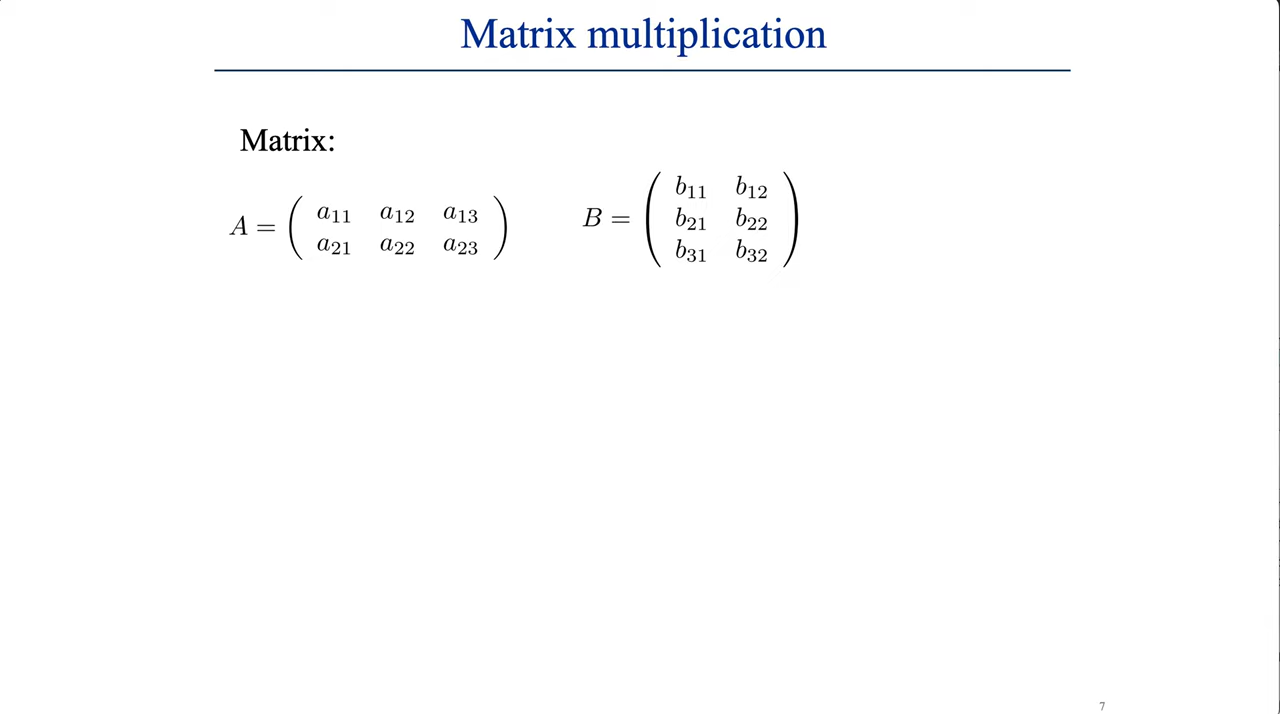 Matrix multiplication
Matrix:
A = ( a11 a12 a13
a21 a22 a23 )
B = ( b11 b12
b21 b22
b31 b32 )
7